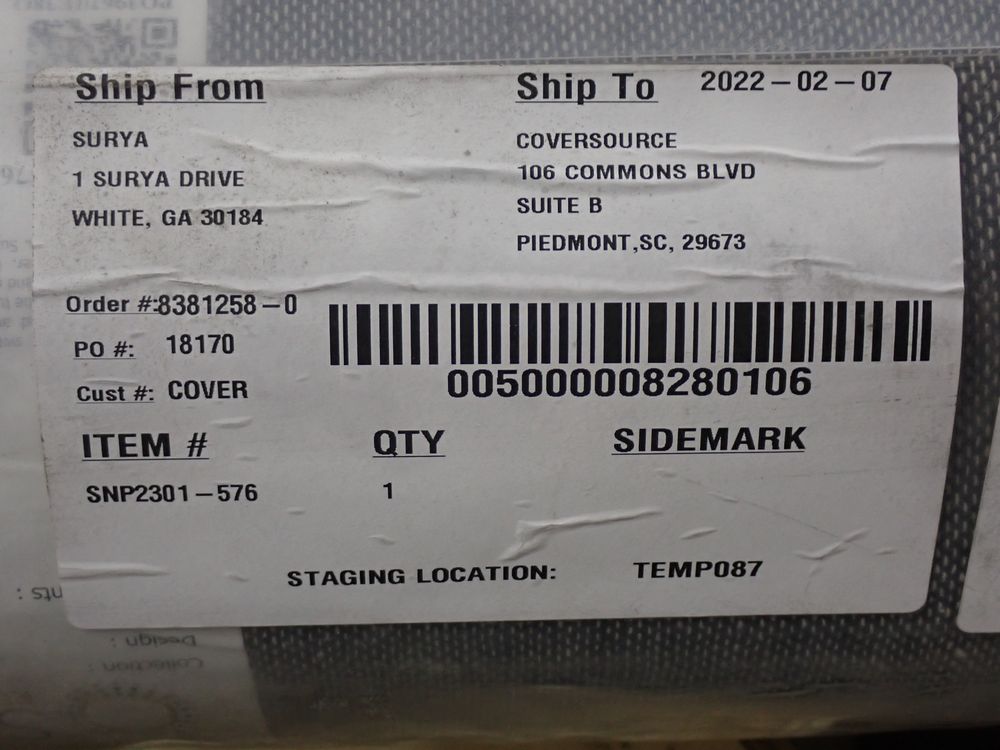 Ship From
SURYA
1 SURYA DRIVE
WHITE, GA 30184
Ship To 2022-02-07
COVERSOURCE
106 COMMONS BLVD
SUITE B
PIEDMONT,SC, 29673
Order #:8381258-0
PO #: 18170
Cust #: COVER
005000008280106
ITEM # QTY SIDEMARK
SNP2301-576 1
STAGING LOCATION: TEMP087
Design :
Collection :